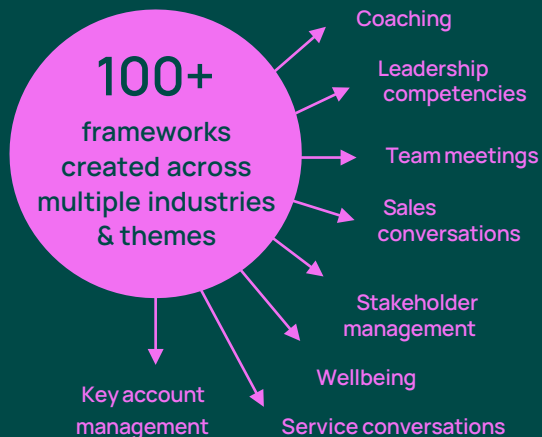 100+
frameworks
created across
multiple industries
& themes
Coaching
Leadership
competencies
Team meetings
Sales
conversations
Stakeholder
management
Wellbeing
Service conversations
Key account
management